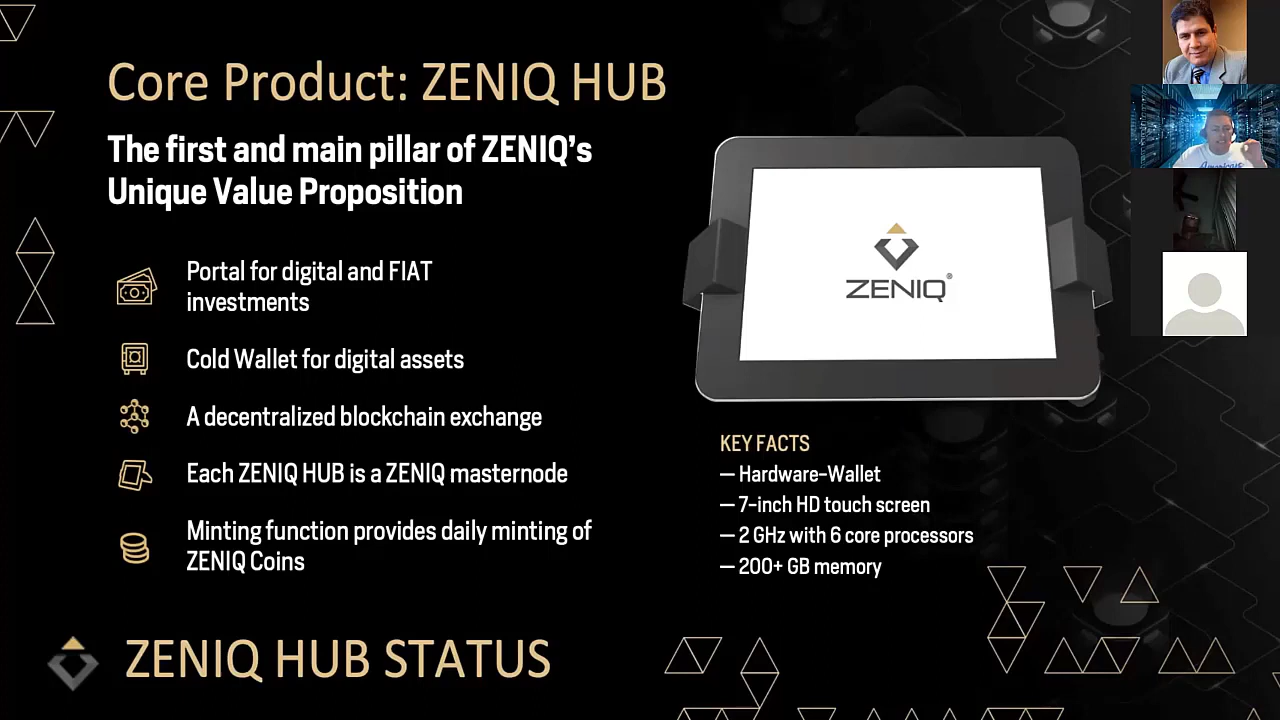 Core Product: ZENIQ HUB
The first and main pillar of ZENIQ's
Unique Value Proposition
Portal for digital and FIAT
investments
Cold Wallet for digital assets
A decentralized blockchain exchange
Each ZENIQ HUB is a ZENIQ masternode
Minting function provides daily minting of
ZENIQ Coins
ZENIQ®
KEY FACTS
— Hardware-Wallet
— 7-inch HD touch screen
— 2 GHz with 6 core processors
— 200+ GB memory
ZENIQ HUB STATUS